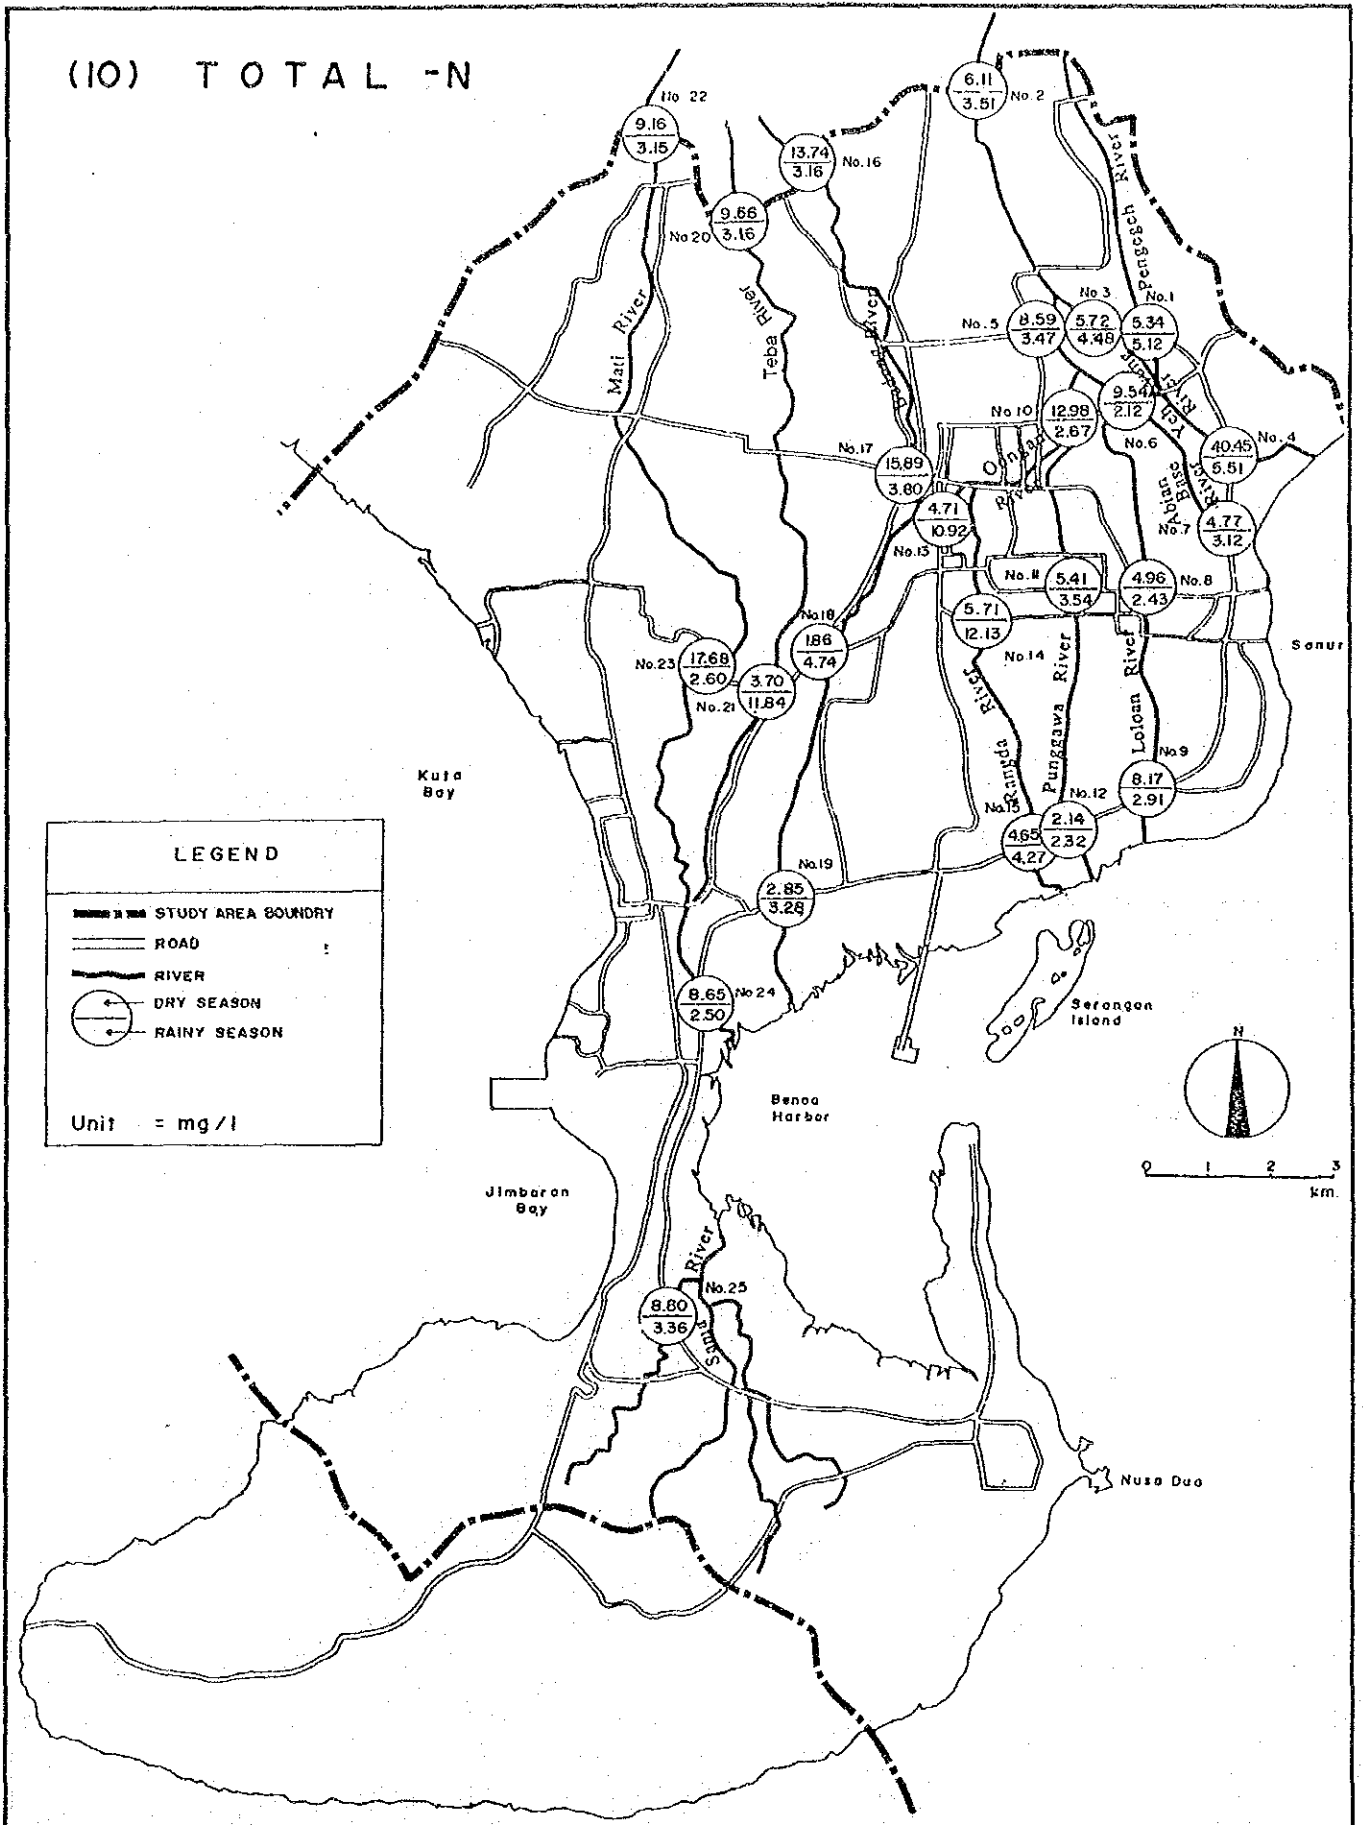 (10) TOTAL -N
No 22
9.16
3.15
6.11
3.51
No.2
13.74
3.16
No.16
9.66
3.16
No 20
Pengegeh River
Mati River
Teba River
Badung River
No.5
8.59
3.47
No 3
5.72
4.48
No.1
5.34
5.12
9.54
2.12
No.6
Yeh
River
No 10
12.98
2.67
Oongan
River
No.17
15.89
3.80
40.45
5.51
No.4
Abian Base
River
4.71
10.92
No.13
No.7
4.77
3.12
No.11
5.41
3.54
4.96
2.43
No.8
5.71
12.13
No.14
Sanur
No.18
1.86
4.74
No.23
17.68
2.60
No.21
3.70
11.84
Rangda River
Punggawa River
Loloan River
No 9
8.17
2.91
Kuta
Bay
No.15
4.65
4.27
No.12
2.14
2.32
No.19
2.85
3.28
LEGEND
STUDY AREA BOUNDRY
ROAD
RIVER
DRY SEASON
RAINY SEASON
Unit = mg/l
8.65
2.50
No 24
Serangan
Island
N
Benoa
Harbor
0 1 2 3
km.
Jimbaran
Bay
Sama River
No.25
8.80
3.36
Nusa Dua